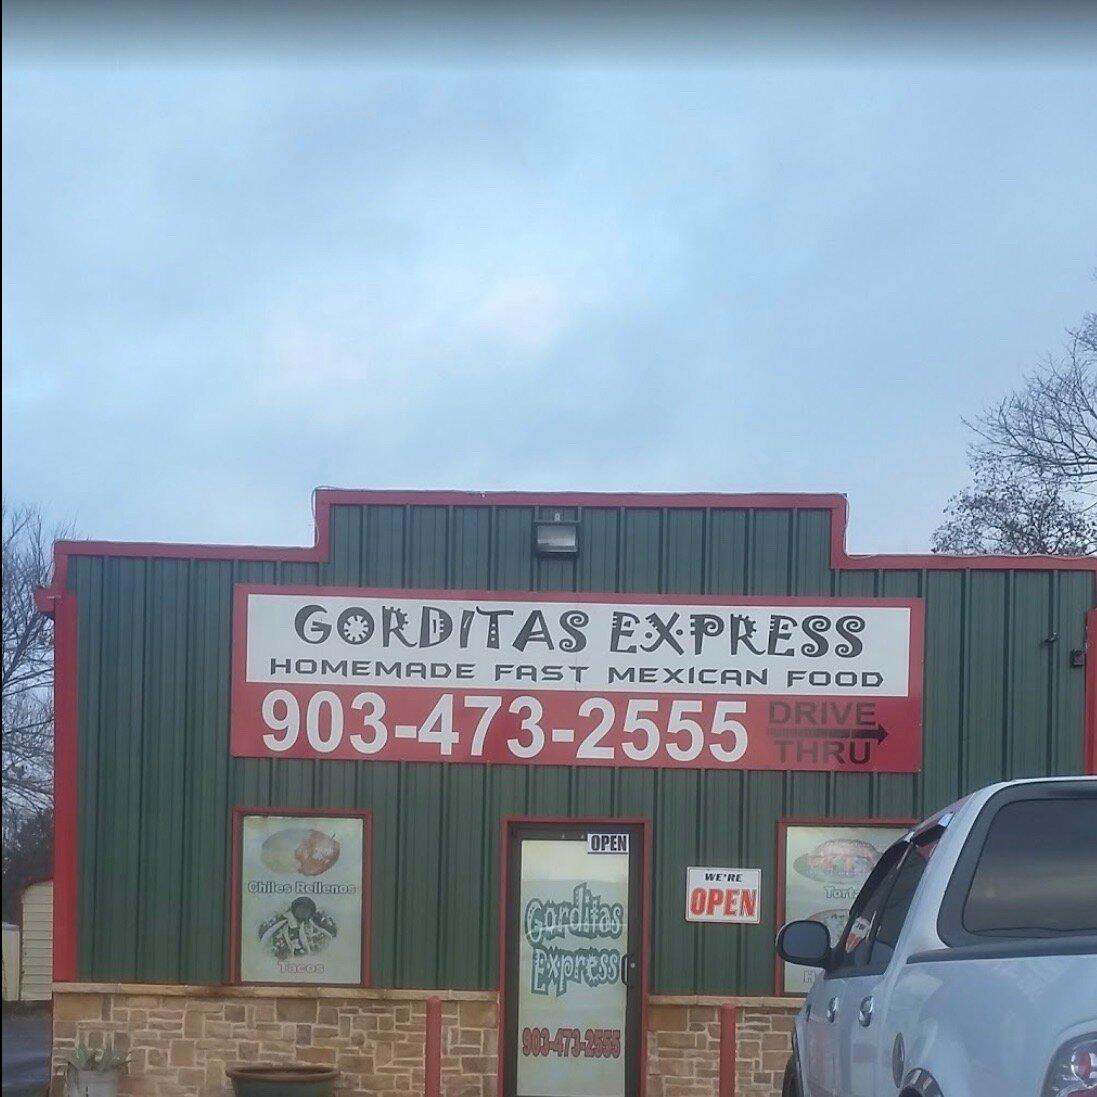 GORDITAS EXPRESS
HOMEMADE FAST MEXICAN FOOD
903-473-2555
DRIVE
THRU
OPEN
Chiles Rellenos
Tacos
Gorditas
Express
903-473-2555
WE'RE
OPEN